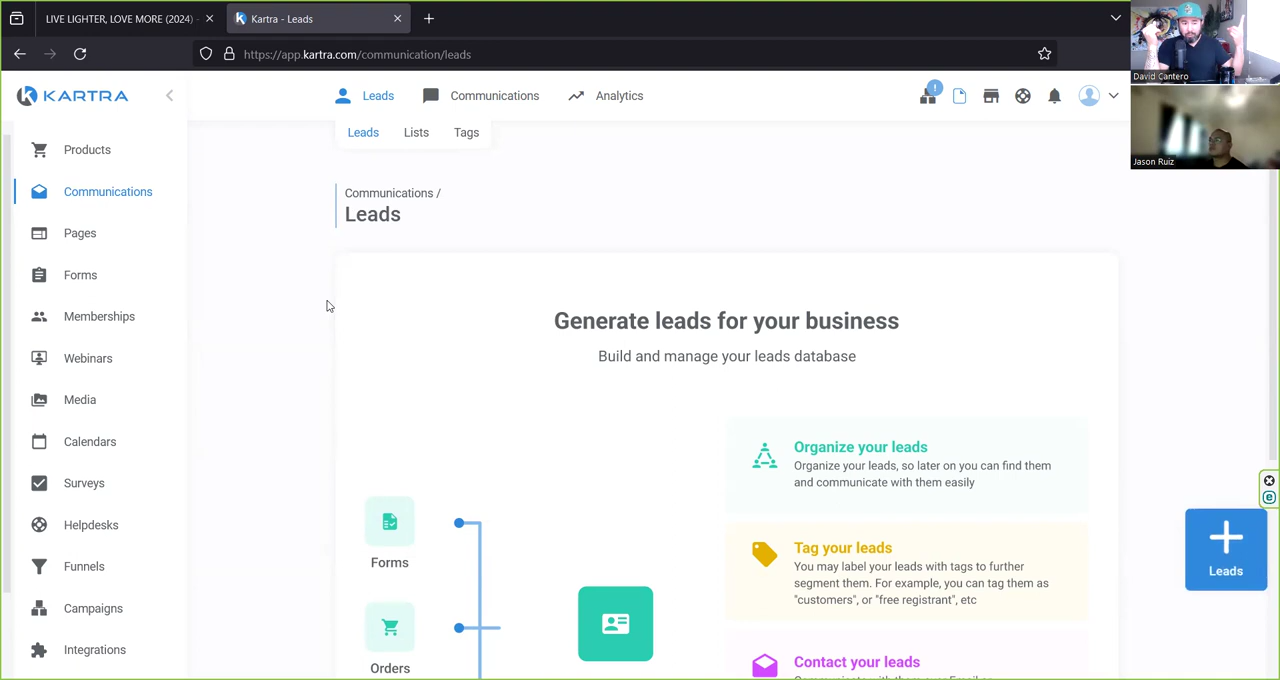 LIVE LIGHTER, LOVE MORE (2024) -
Kartra - Leads
https://app.kartra.com/communication/leads
David Cantero
Jason Ruiz
KARTRA
Leads
Communications
Analytics
!
Leads
Lists
Tags
Products
Communications
Pages
Forms
Memberships
Webinars
Media
Calendars
Surveys
Helpdesks
Funnels
Campaigns
Integrations
Communications /
Leads
Generate leads for your business
Build and manage your leads database
Forms
Orders
Organize your leads
Organize your leads, so later on you can find them
and communicate with them easily
Tag your leads
You may label your leads with tags to further
segment them. For example, you can tag them as
"customers", or "free registrant", etc
Contact your leads
Leads